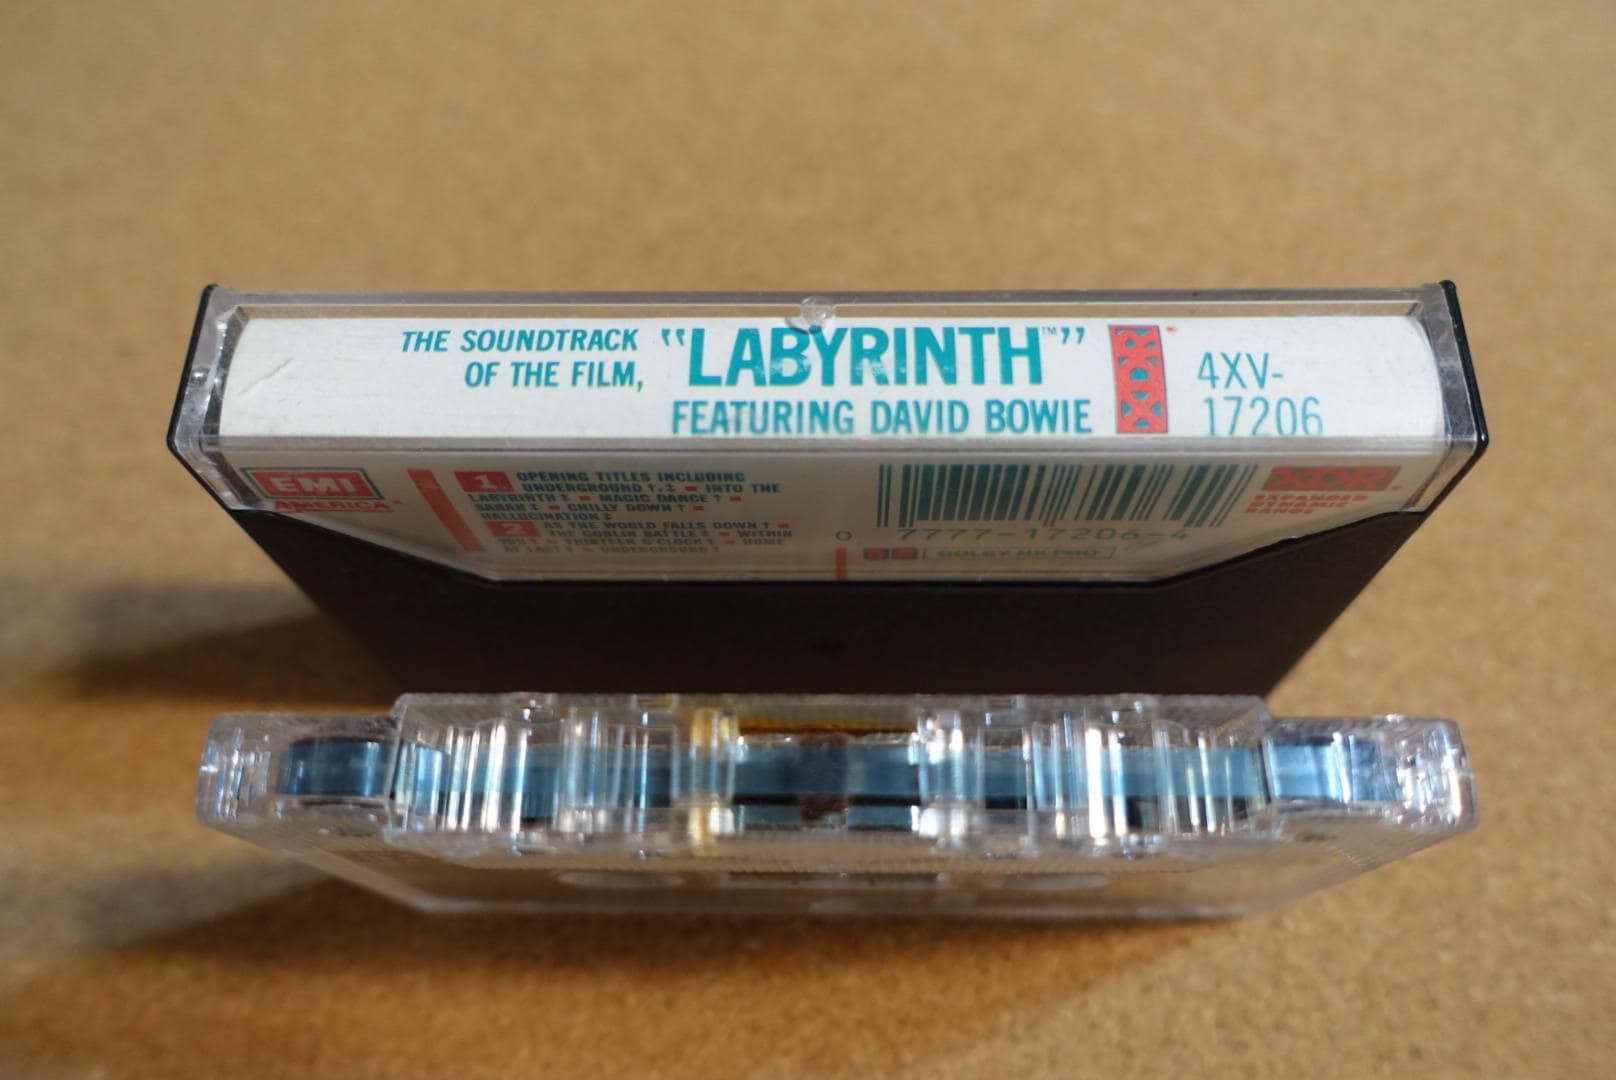 THE SOUNDTRACK
OF THE FILM,
“LABYRINTH™”
FEATURING DAVID BOWIE
XDR®
4XV-
17206
EMI
AMERICA
1 OPENING TITLES INCLUDING
UNDERGROUND †,‡ ■ INTO THE
LABYRINTH ‡ ■ MAGIC DANCE † ■
SARAH ‡ ■ CHILLY DOWN † ■
HALLUCINATION ‡
2 AS THE WORLD FALLS DOWN † ■
THE GOBLIN BATTLE ‡ ■ WITHIN
YOU † ■ THIRTEEN O'CLOCK ‡ ■ HOME
AT LAST ‡ ■ UNDERGROUND †
0 7777-17206-4
DOLBY HX PRO
XDR®
EXPANDED
DYNAMIC
RANGE